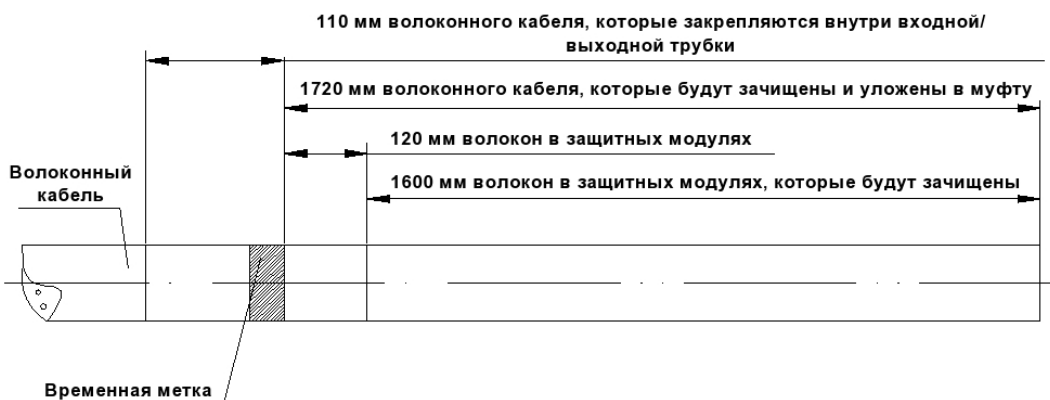 110 мм волоконного кабеля, которые закрепляются внутри входной/
выходной трубки
1720 мм волоконного кабеля, которые будут зачищены и уложены в муфту
120 мм волокон в защитных модулях
Волоконный
кабель
1600 мм волокон в защитных модулях, которые будут зачищены
Временная метка